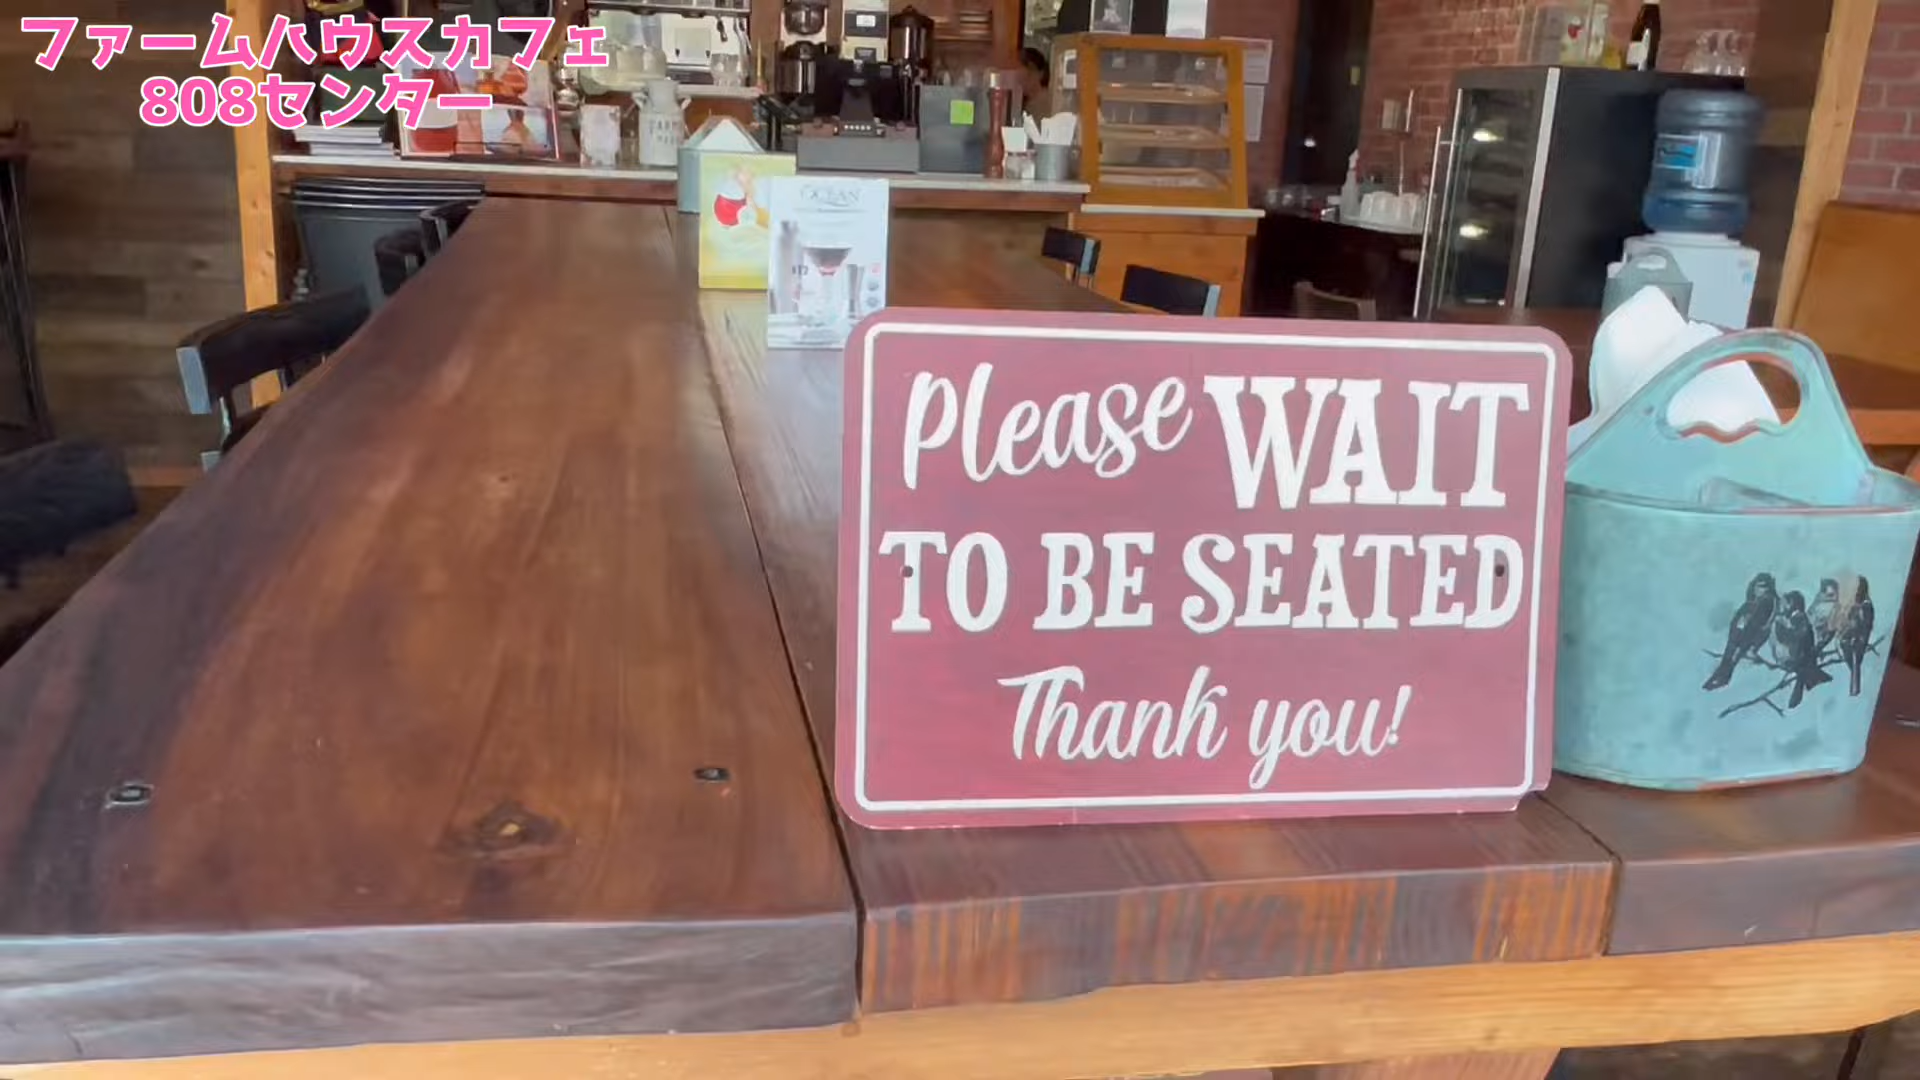 ファームハウスカフェ
808センター
OCEAN
Please WAIT
TO BE SEATED
Thank you!